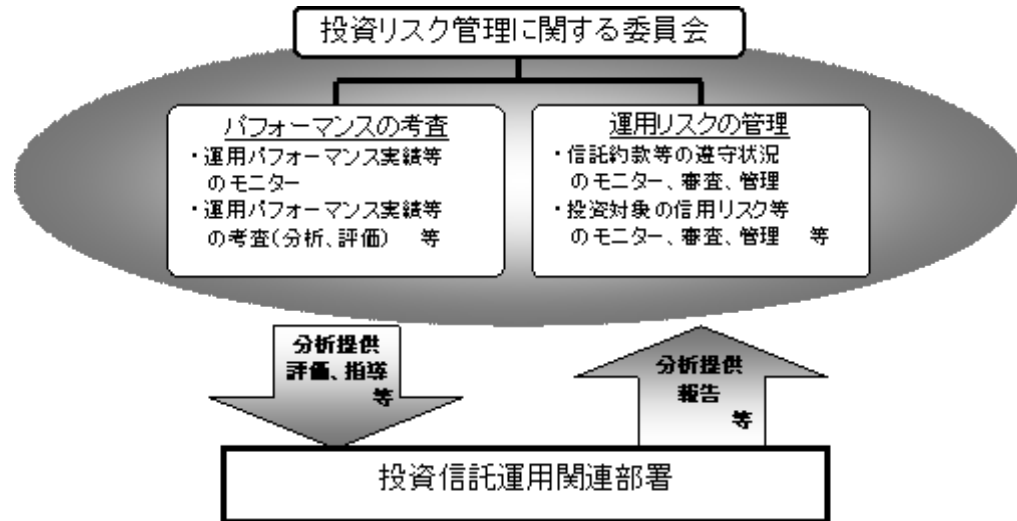 投資リスク管理に関する委員会
パフォーマンスの考査
・運用パフォーマンス実績等
のモニター
・運用パフォーマンス実績等
の考査(分析、評価) 等
運用リスクの管理
・信託約款等の遵守状況
のモニター、審査、管理
・投資対象の信用リスク等
のモニター、審査、管理 等
分析提供
評価、指導
等
分析提供
報告
等
投資信託運用関連部署